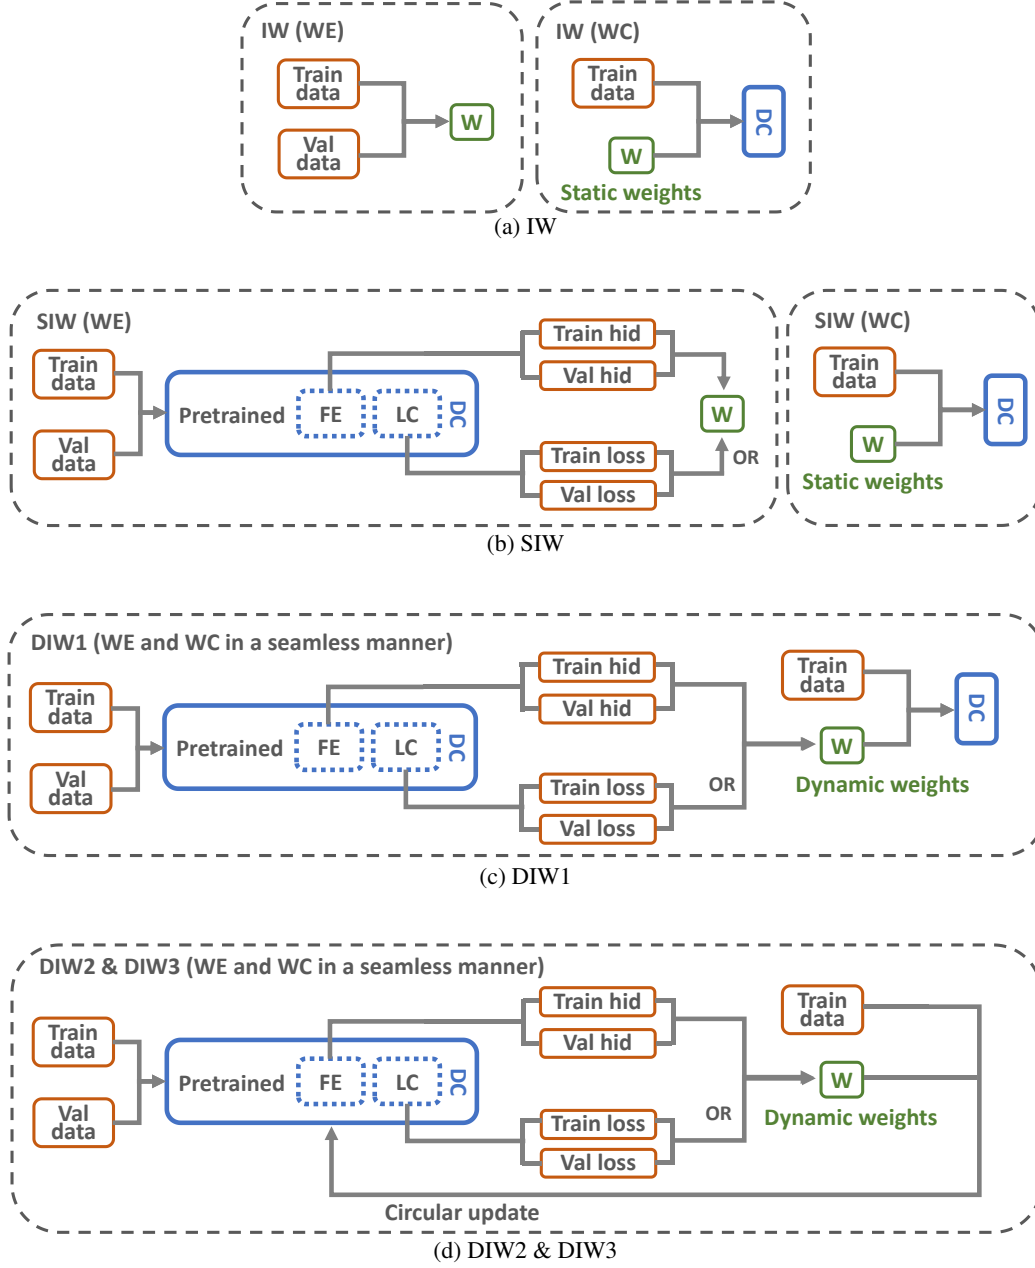 IW (WE)
Train
data
Val
data
W
IW (WC)
Train
data
W
Static weights
DC
(a) IW
SIW (WE)
Train
data
Val
data
Pretrained
FE
LC
DC
Train hid
Val hid
Train loss
Val loss
W
OR
SIW (WC)
Train
data
W
Static weights
DC
(b) SIW
DIW1 (WE and WC in a seamless manner)
Train
data
Val
data
Pretrained
FE
LC
DC
Train hid
Val hid
Train loss
Val loss
OR
Train
data
W
Dynamic weights
DC
(c) DIW1
DIW2 & DIW3 (WE and WC in a seamless manner)
Train
data
Val
data
Pretrained
FE
LC
DC
Train hid
Val hid
Train loss
Val loss
OR
Train
data
W
Dynamic weights
Circular update
(d) DIW2 & DIW3